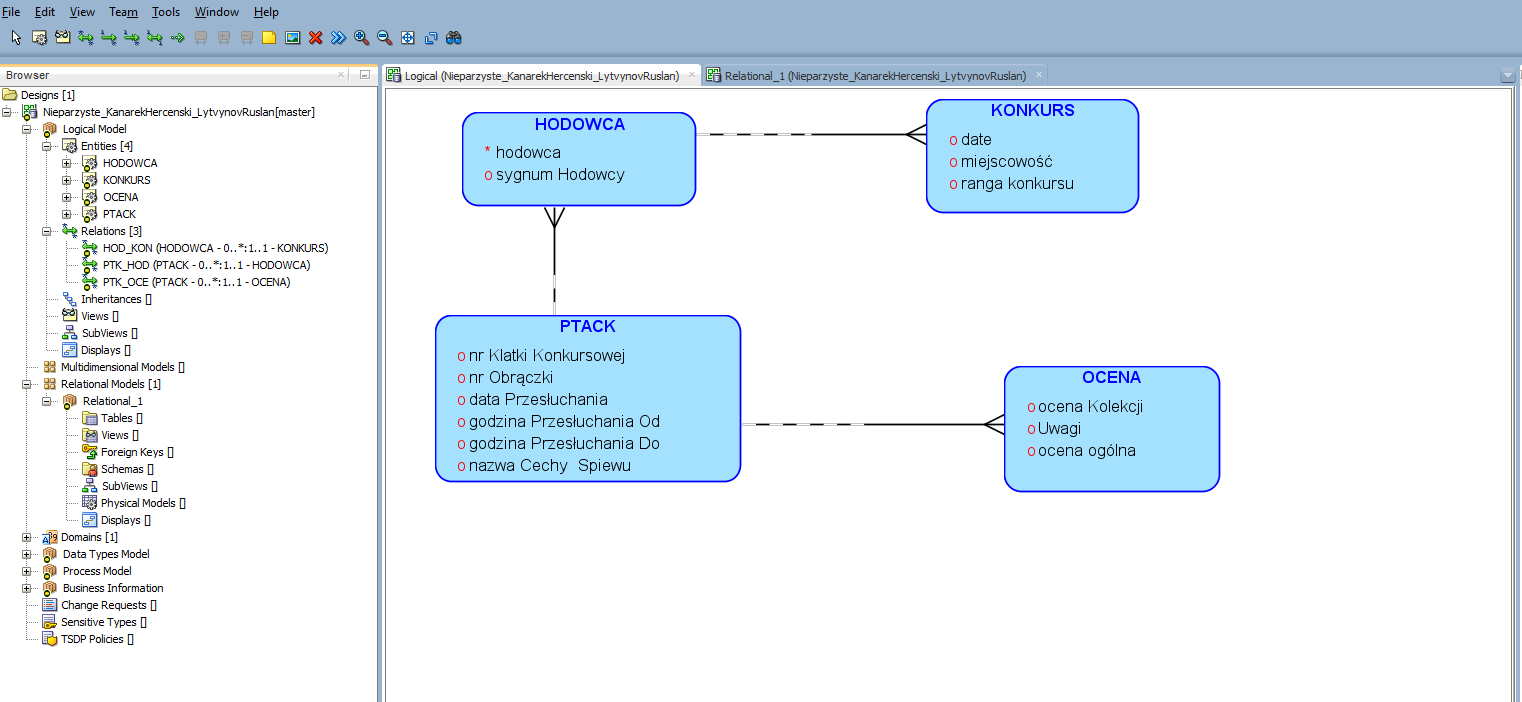 File Edit View Team Tools Window Help
Browser
Designs [1]
Nieparzyste_KanarekHercenski_LytvynovRuslan[master]
Logical Model
Entities [4]
HODOWCA
KONKURS
OCENA
PTACK
Relations [3]
HOD_KON (HODOWCA - 0..*:1..1 - KONKURS)
PTK_HOD (PTACK - 0..*:1..1 - HODOWCA)
PTK_OCE (PTACK - 0..*:1..1 - OCENA)
Inheritances []
Views []
SubViews []
Displays []
Multidimensional Models []
Relational Models [1]
Relational_1
Tables []
Views []
Foreign Keys []
Schemas []
SubViews []
Physical Models []
Displays []
Domains [1]
Data Types Model
Process Model
Business Information
Change Requests []
Sensitive Types []
TSDP Policies []
Logical (Nieparzyste_KanarekHercenski_LytvynovRuslan)
Relational_1 (Nieparzyste_KanarekHercenski_LytvynovRuslan)
HODOWCA
* hodowca
o sygnum Hodowcy
KONKURS
o date
o miejscowość
o ranga konkursu
PTACK
o nr Klatki Konkursowej
o nr Obrączki
o data Przesłuchania
o godzina Przesłuchania Od
o godzina Przesłuchania Do
o nazwa Cechy  Spiewu
OCENA
o ocena Kolekcji
o Uwagi
o ocena ogólna